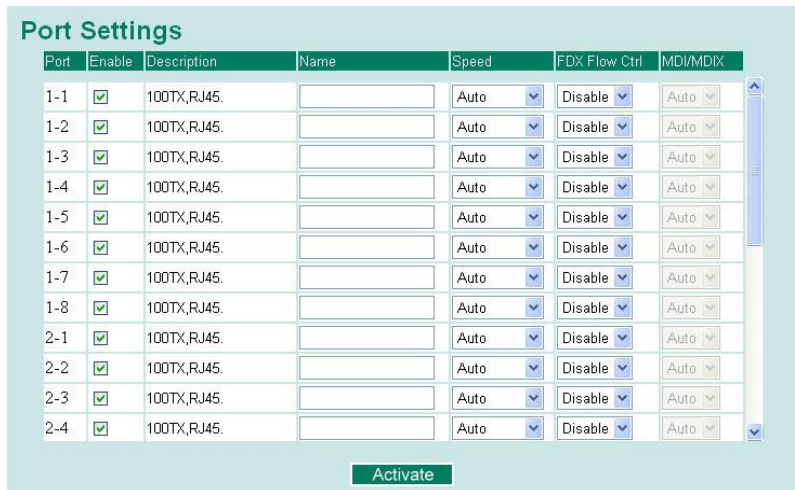 Port Settings
Port Enable Description Name Speed FDX Flow Ctrl MDI/MDIX
1-1 100TX,RJ45. Auto Disable Auto
1-2 100TX,RJ45. Auto Disable Auto
1-3 100TX,RJ45. Auto Disable Auto
1-4 100TX,RJ45. Auto Disable Auto
1-5 100TX,RJ45. Auto Disable Auto
1-6 100TX,RJ45. Auto Disable Auto
1-7 100TX,RJ45. Auto Disable Auto
1-8 100TX,RJ45. Auto Disable Auto
2-1 100TX,RJ45. Auto Disable Auto
2-2 100TX,RJ45. Auto Disable Auto
2-3 100TX,RJ45. Auto Disable Auto
2-4 100TX,RJ45. Auto Disable Auto
Activate